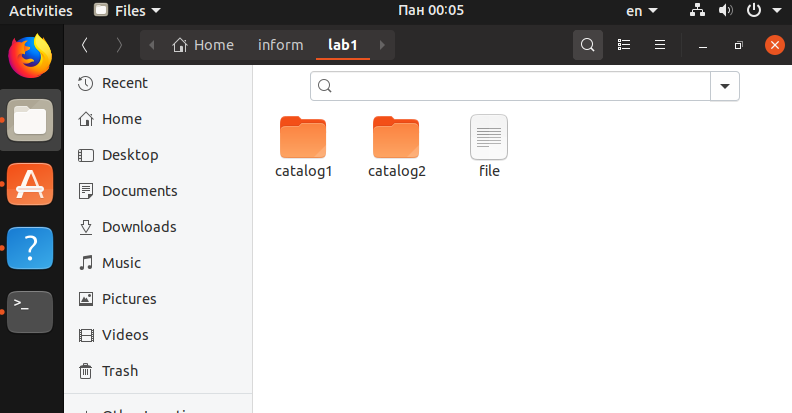 Activities Files Пан 00:05 en
Home inform lab1
Recent
Home
Desktop
Documents
Downloads
Music
Pictures
Videos
Trash
catalog1 catalog2 file
?
>_